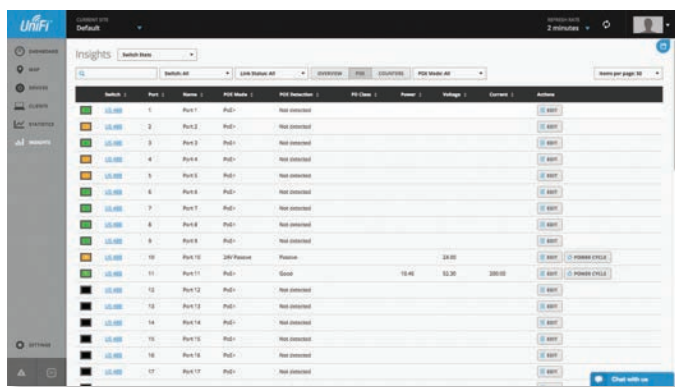 UniFi
CURRENT SITE
Default
REFRESH RATE
2 minutes
DASHBOARD
MAP
DEVICES
CLIENTS
STATISTICS
INSIGHTS
SETTINGS
Insights Switch Stats
Switch: All Link Status: All OVERVIEW POE COUNTERS POE Mode: All Items per page: 50
Switch Port Name POE Mode POE Detection PD Class Power Voltage Current Actions
1 Port 1 PoE+ Not detected EDIT
2 Port 2 PoE+ Not detected EDIT
3 Port 3 PoE+ Not detected EDIT
4 Port 4 PoE+ Not detected EDIT
5 Port 5 PoE+ Not detected EDIT
6 Port 6 PoE+ Not detected EDIT
7 Port 7 PoE+ Not detected EDIT
8 Port 8 PoE+ Not detected EDIT
9 Port 9 PoE+ Not detected EDIT
10 Port 10 24V Passive Passive EDIT POWER CYCLE
11 Port 11 PoE+ Good EDIT POWER CYCLE
12 Port 12 PoE+ Not detected EDIT
13 Port 13 PoE+ Not detected EDIT
14 Port 14 PoE+ Not detected EDIT
15 Port 15 PoE+ Not detected EDIT
16 Port 16 PoE+ Not detected EDIT
17 Port 17 PoE+ Not detected EDIT
Chat with us